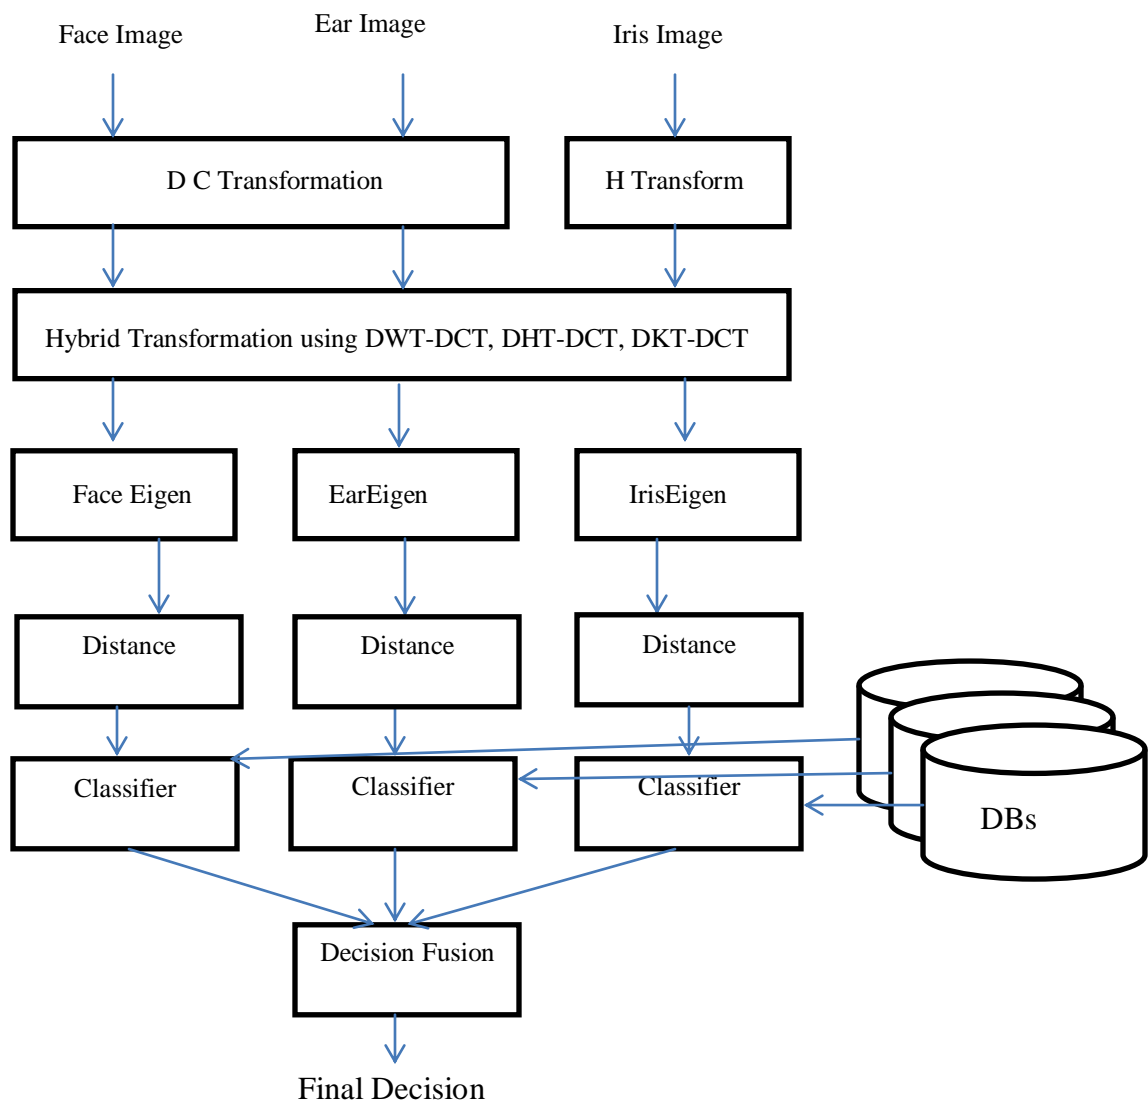 Face Image
Ear Image
Iris Image
D C Transformation
H Transform
Hybrid Transformation using DWT-DCT, DHT-DCT, DKT-DCT
Face Eigen
EarEigen
IrisEigen
Distance
Distance
Distance
Classifier
Classifier
Classifier
DBs
Decision Fusion
Final Decision